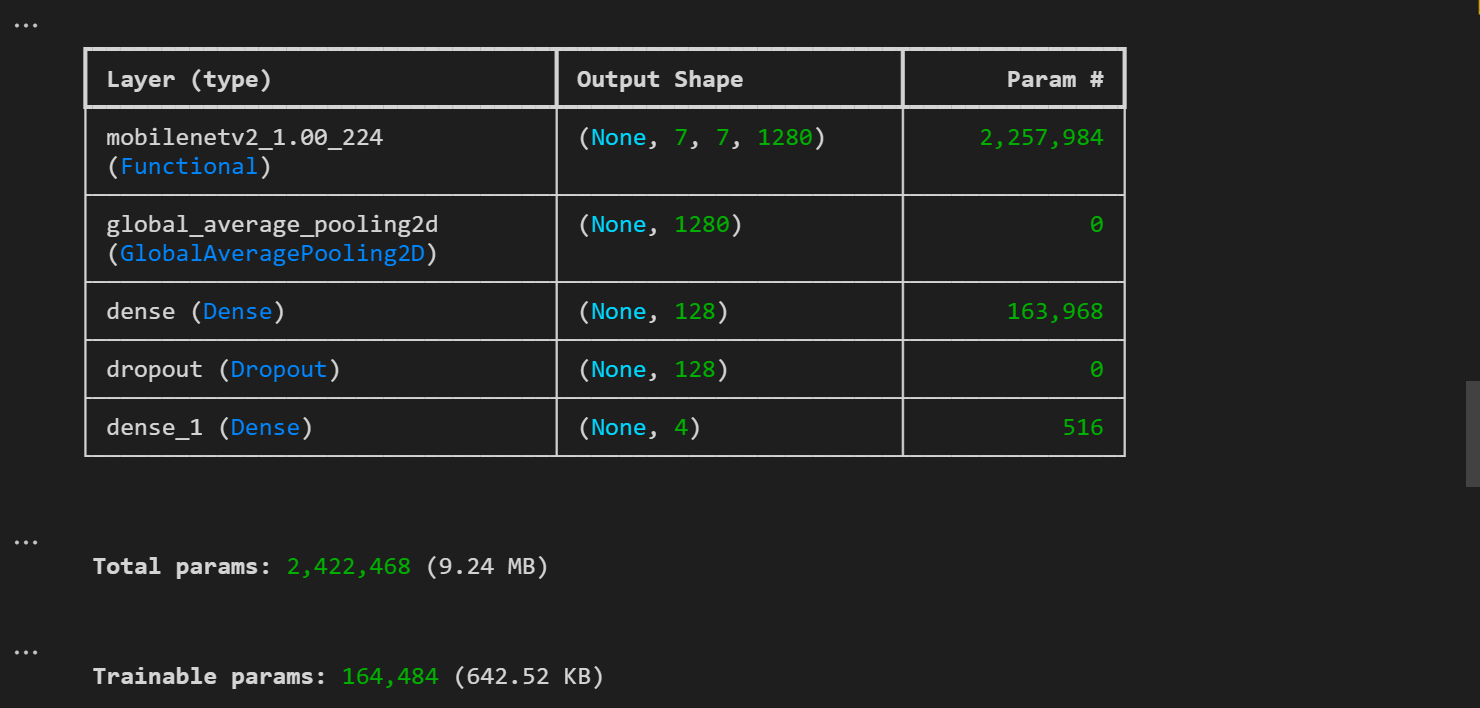 ...
Layer (type) Output Shape Param #
mobilenetv2_1.00_224 (None, 7, 7, 1280) 2,257,984
(Functional)
global_average_pooling2d (None, 1280) 0
(GlobalAveragePooling2D)
dense (Dense) (None, 128) 163,968
dropout (Dropout) (None, 128) 0
dense_1 (Dense) (None, 4) 516
...
Total params: 2,422,468 (9.24 MB)
...
Trainable params: 164,484 (642.52 KB)